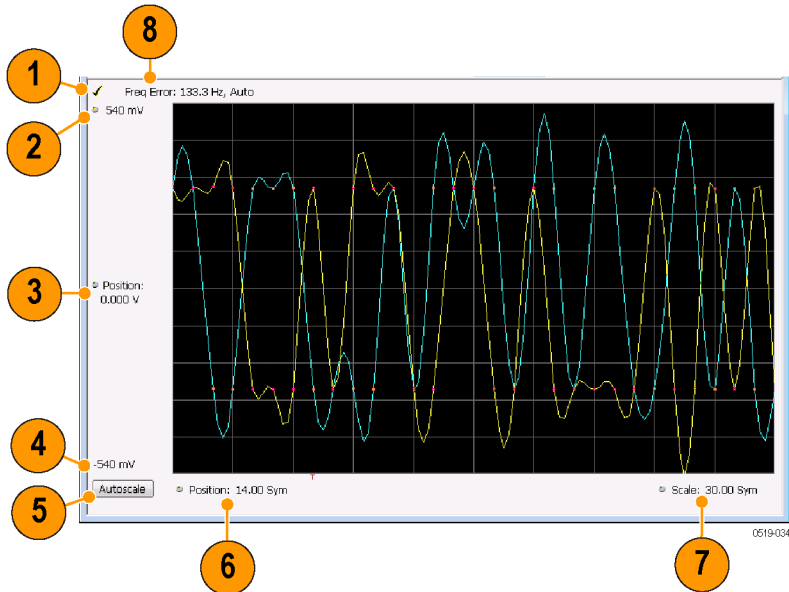 8
1
Freq Error: 133.3 Hz, Auto
2
540 mV
3
Position:
0.000 V
4
-540 mV
T
5
Autoscale
Position: 14.00 Sym
Scale: 30.00 Sym
6
7
0519-034